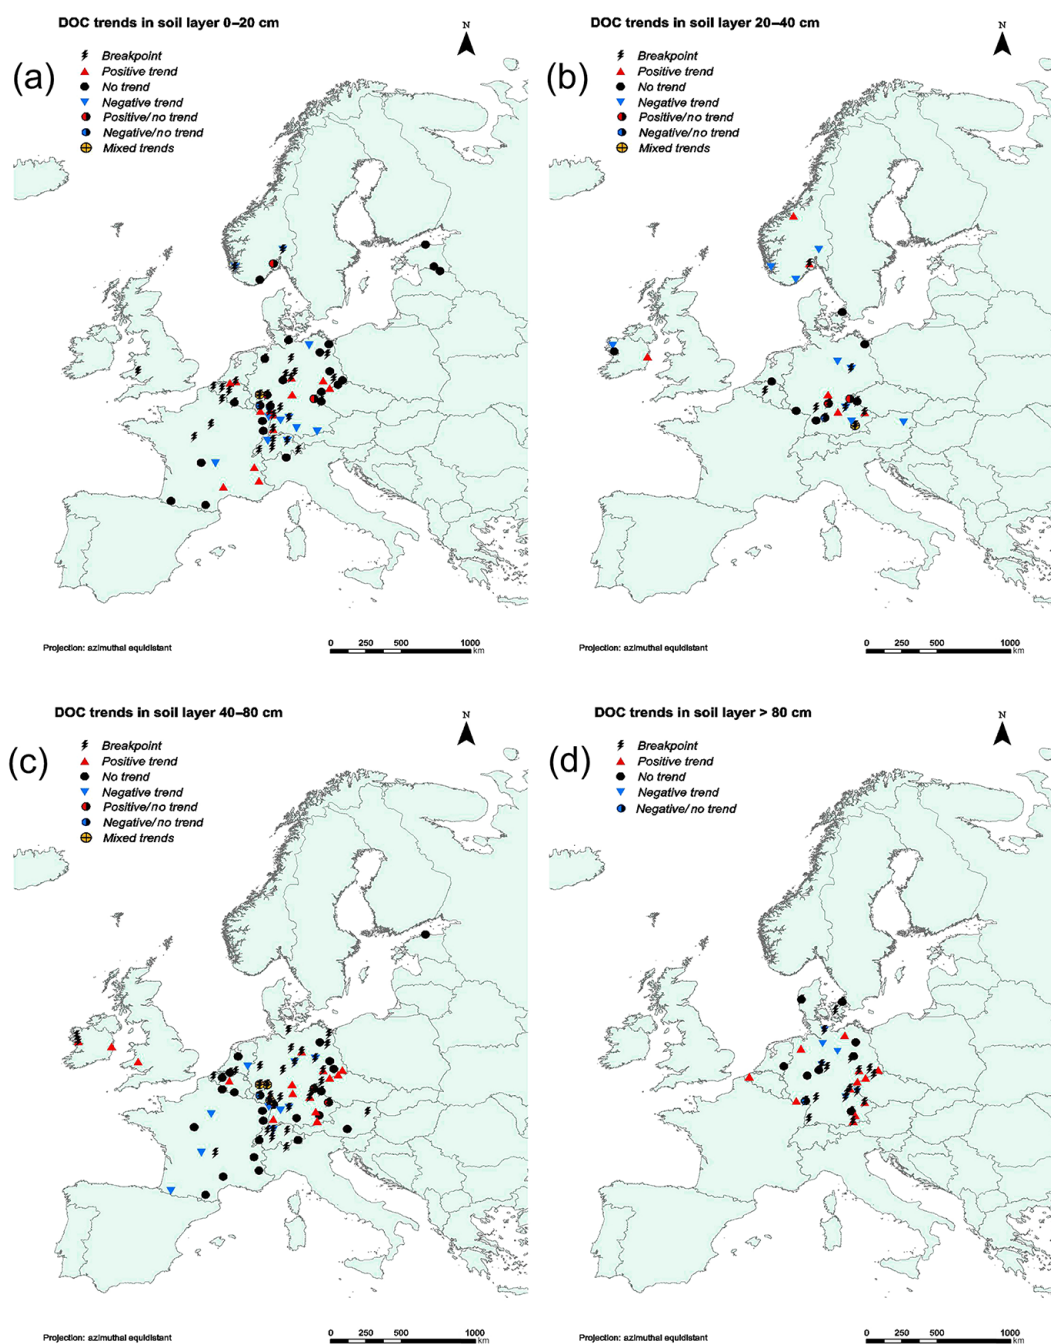 DOC trends in soil layer 0–20 cm
N
(a)
Breakpoint
Positive trend
No trend
Negative trend
Positive/no trend
Negative/no trend
Mixed trends
Projection: azimuthal equidistant
0 250 500 1000
km
DOC trends in soil layer 20–40 cm
N
(b)
Breakpoint
Positive trend
No trend
Negative trend
Positive/no trend
Negative/no trend
Mixed trends
Projection: azimuthal equidistant
0 250 500 1000
km
DOC trends in soil layer 40–80 cm
N
(c)
Breakpoint
Positive trend
No trend
Negative trend
Positive/no trend
Negative/no trend
Mixed trends
Projection: azimuthal equidistant
0 250 500 1000
km
DOC trends in soil layer > 80 cm
N
(d)
Breakpoint
Positive trend
No trend
Negative trend
Negative/no trend
Projection: azimuthal equidistant
0 250 500 1000
km